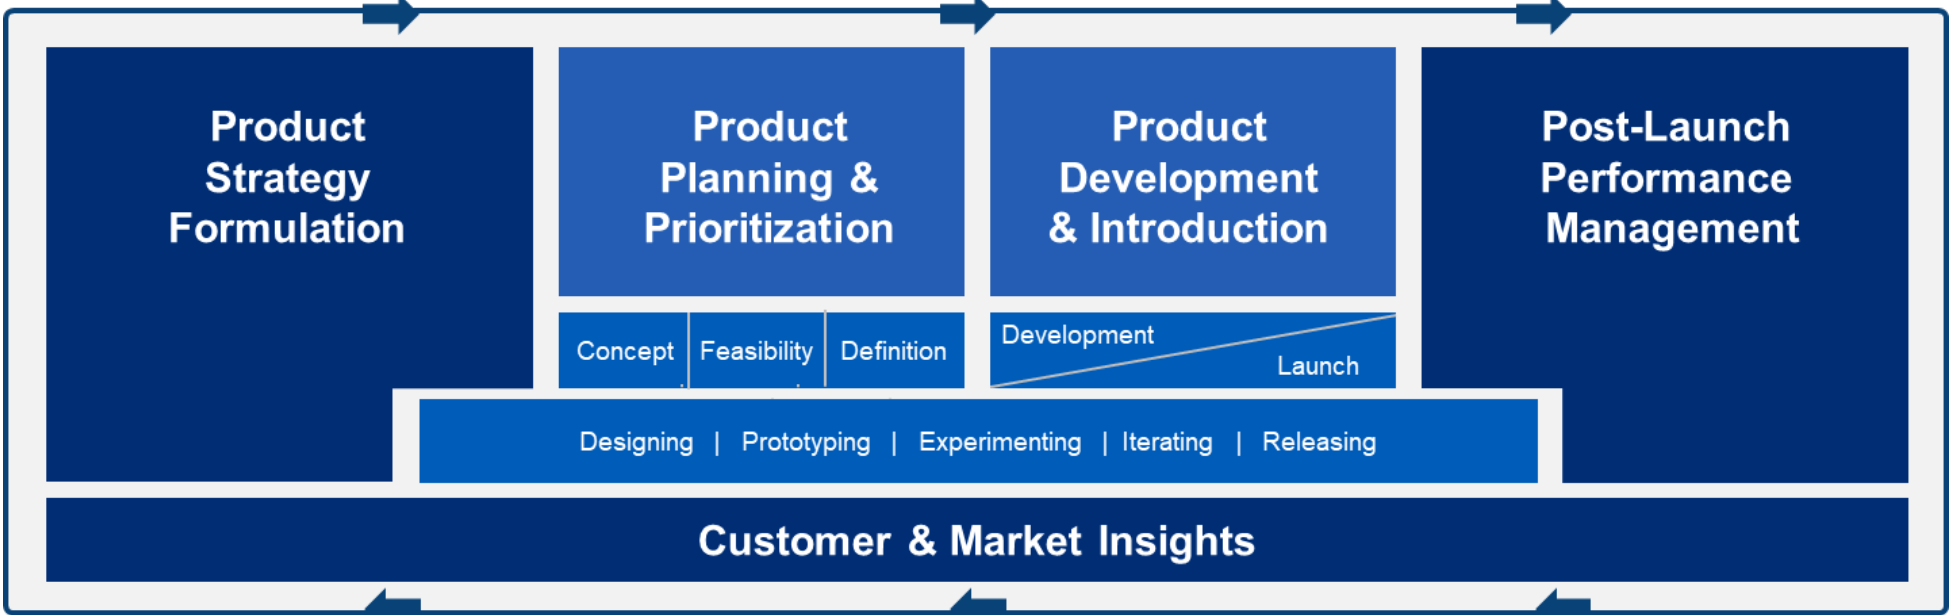 Product
Strategy
Formulation
Product
Planning &
Prioritization
Product
Development
& Introduction
Post-Launch
Performance
Management
Concept
Feasibility
Definition
Development
Launch
Designing | Prototyping | Experimenting | Iterating | Releasing
Customer & Market Insights